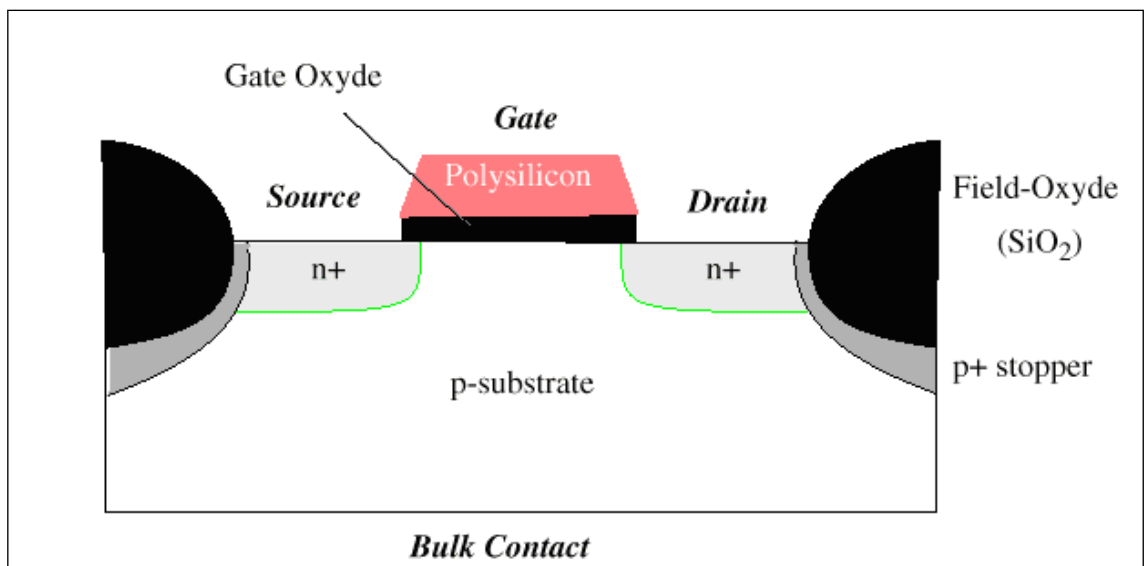 Gate Oxyde
Gate
Polysilicon
Source
Drain
Field-Oxyde
(SiO2)
n+
n+
p+ stopper
p-substrate
Bulk Contact